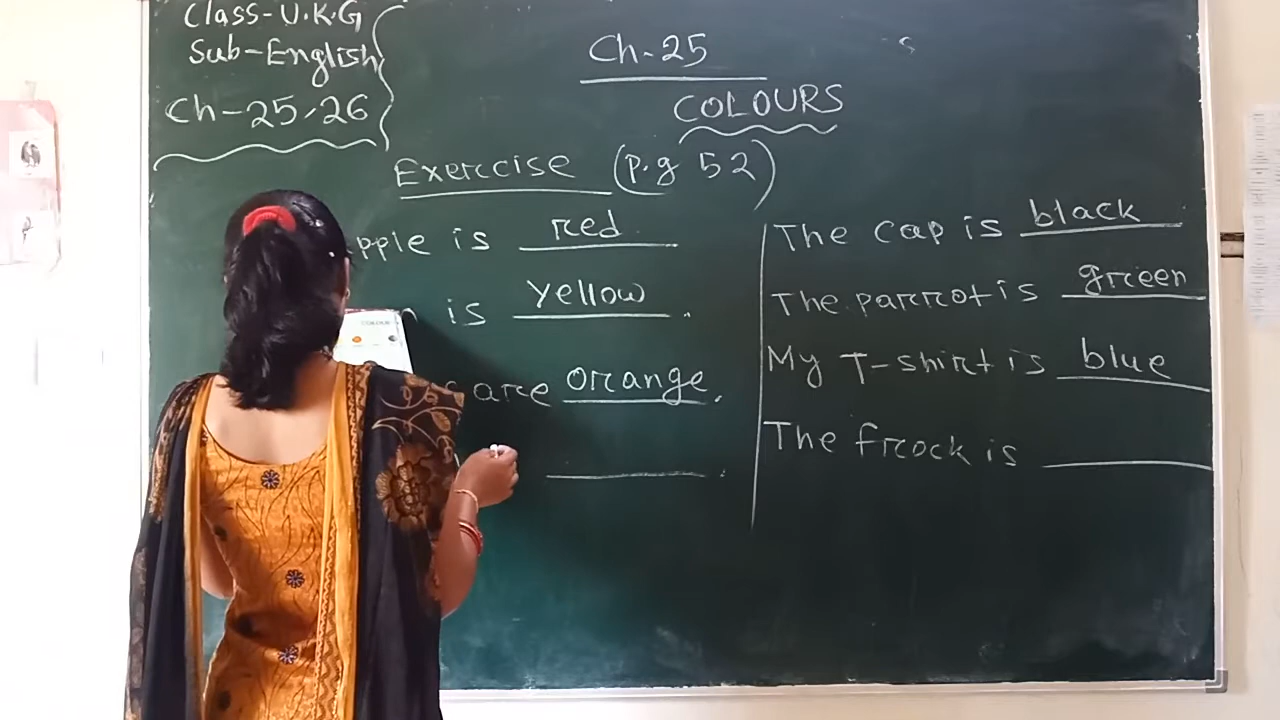 Class-U.K.G
Sub-English
Ch-25,26
Ch-25
COLOURS
Exerccise (p.g 52)
pple is red.
is yellow.
are orange.
The cap is black
The parrot is green
My T-shirt is blue
The frock is